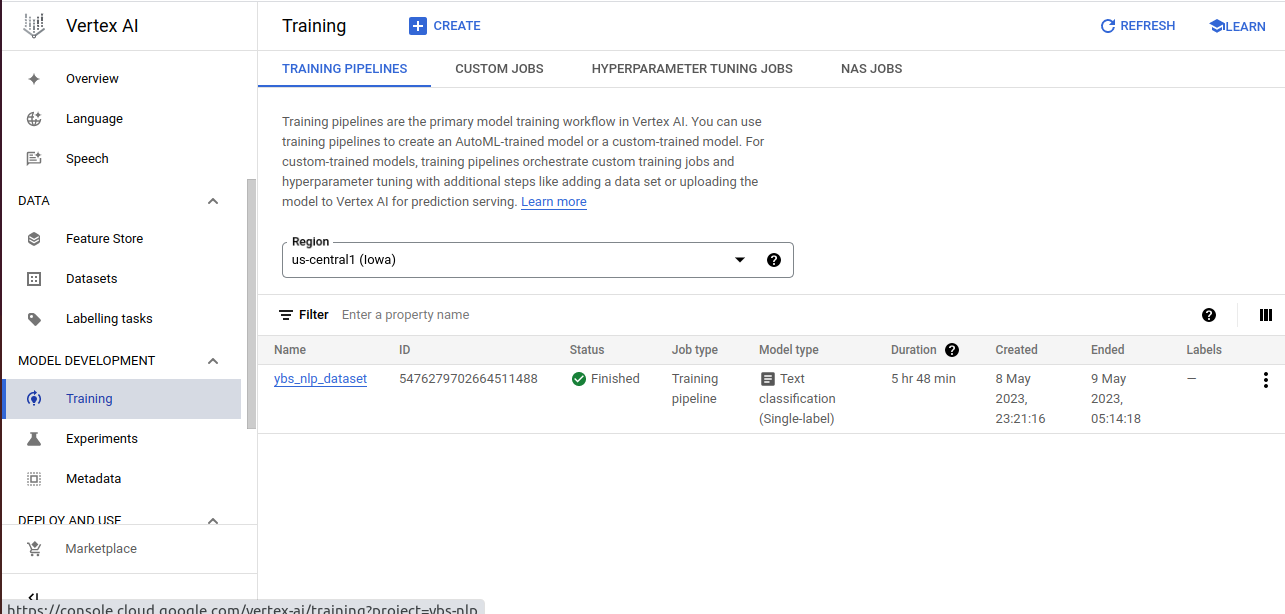 Vertex AI
Training
CREATE
REFRESH
LEARN
Overview
Language
Speech
DATA
Feature Store
Datasets
Labelling tasks
MODEL DEVELOPMENT
Training
Experiments
Metadata
DEPLOY AND USE
Marketplace
https://console.cloud.google.com/vertex-ai/training?project=ybs-nlp
TRAINING PIPELINES
CUSTOM JOBS
HYPERPARAMETER TUNING JOBS
NAS JOBS
Training pipelines are the primary model training workflow in Vertex AI. You can use
training pipelines to create an AutoML-trained model or a custom-trained model. For
custom-trained models, training pipelines orchestrate custom training jobs and
hyperparameter tuning with additional steps like adding a data set or uploading the
model to Vertex AI for prediction serving. Learn more
Region
us-central1 (Iowa)
Filter Enter a property name
Name ID Status Job type Model type Duration Created Ended Labels
ybs_nlp_dataset 5476279702664511488 Finished Training Text 5 hr 48 min 8 May 9 May —
pipeline classification 2023, 2023,
(Single-label) 23:21:16 05:14:18